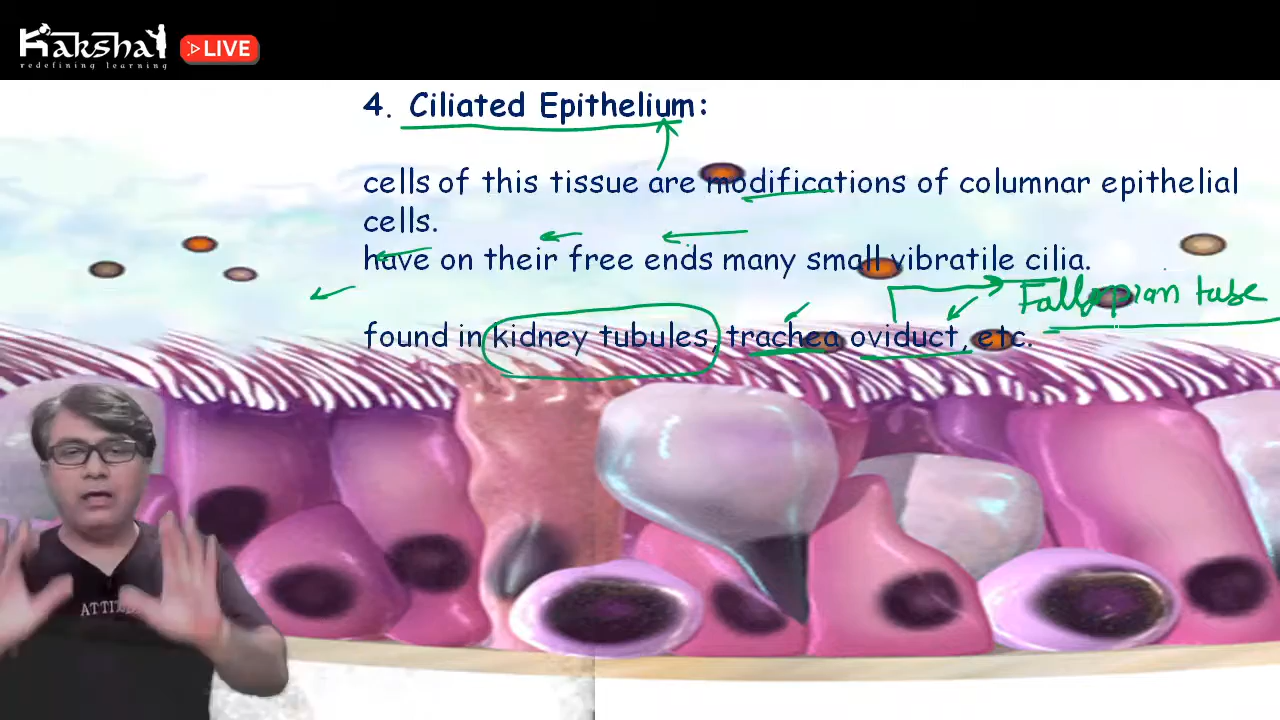 Kaksha
redefining learning
LIVE
4. Ciliated Epithelium:
cells of this tissue are modifications of columnar epithelial
cells.
have on their free ends many small vibratile cilia.
Fallopian tube
found in kidney tubules, trachea oviduct, etc.